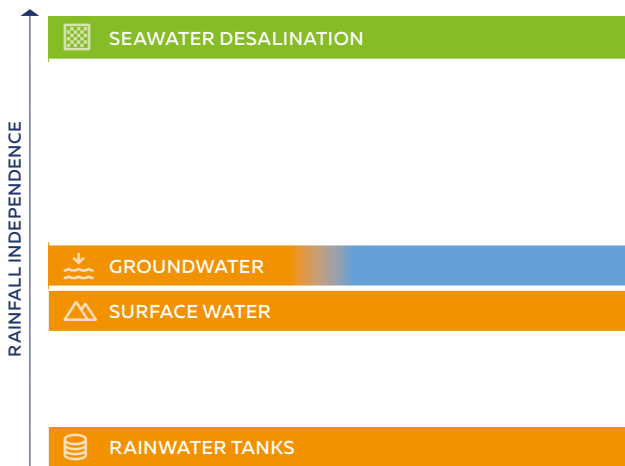 RAINFALL INDEPENDENCE
SEAWATER DESALINATION
GROUNDWATER
SURFACE WATER
RAINWATER TANKS